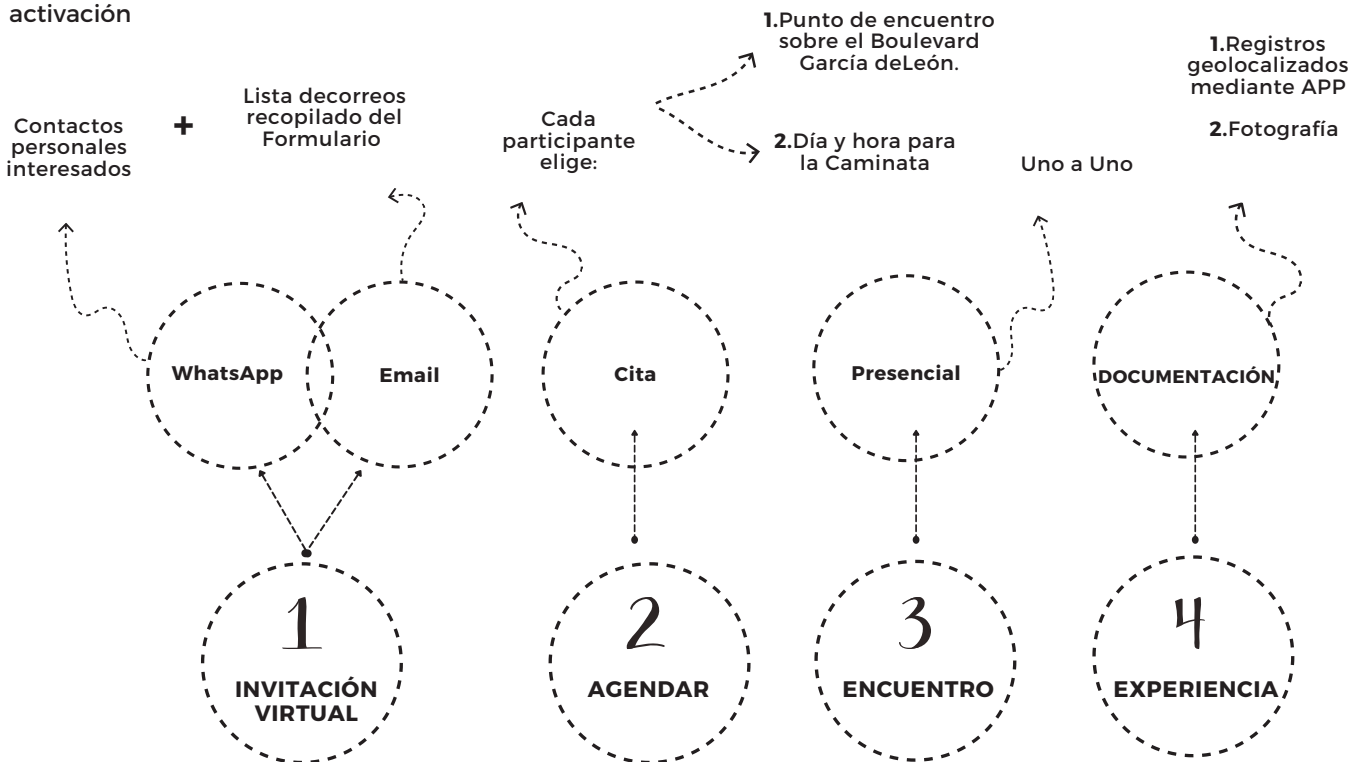 activación
Contactos
personales
interesados
+
Lista decorreos
recopilado del
Formulario
Cada
participante
elige:
1.Punto de encuentro
sobre el Boulevard
García deLeón.
2.Día y hora para
la Caminata
Uno a Uno
1.Registros
geolocalizados
mediante APP
2.Fotografía
WhatsApp
Email
Cita
Presencial
DOCUMENTACIÓN
1
INVITACIÓN
VIRTUAL
2
AGENDAR
3
ENCUENTRO
4
EXPERIENCIA